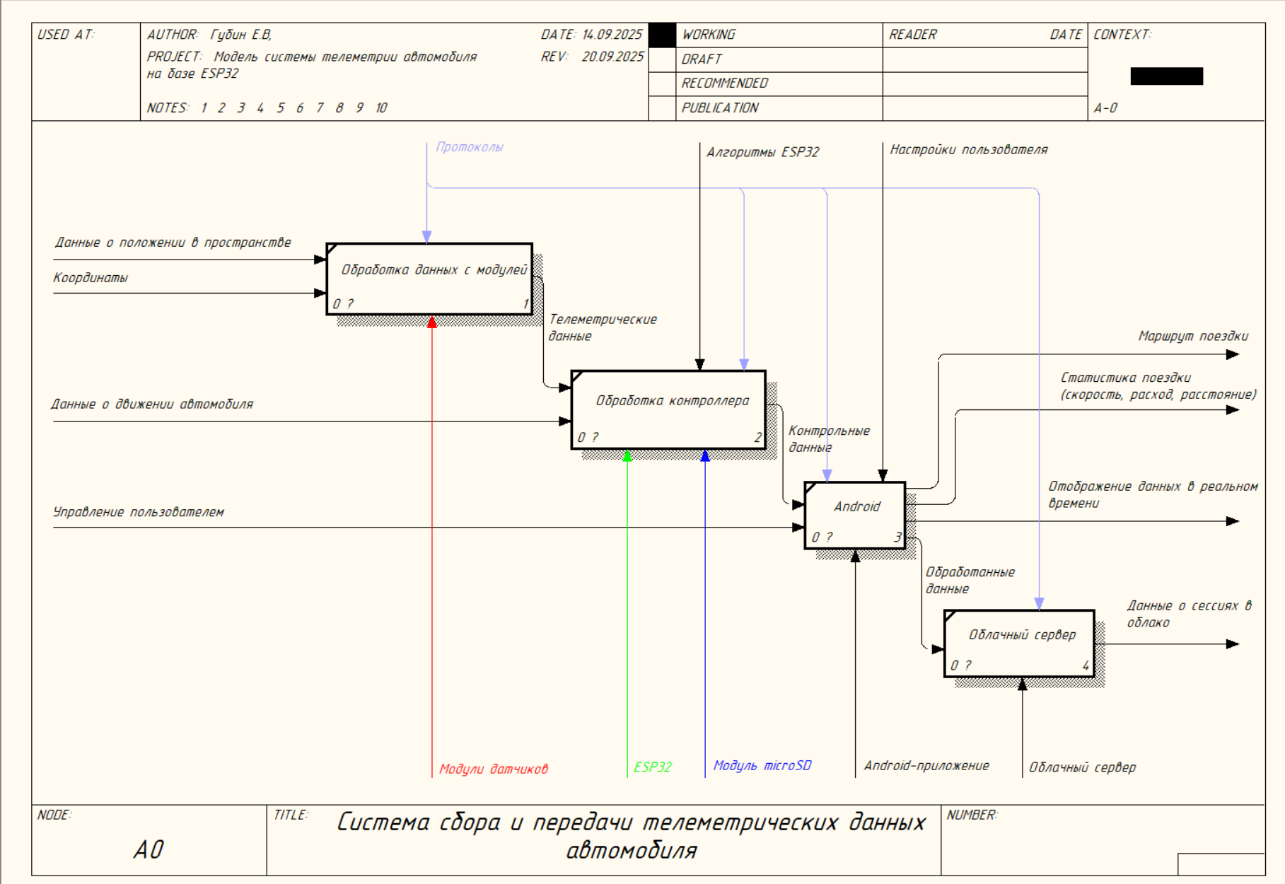 USED AT:
AUTHOR: Губин Е.В,
DATE: 14.09.2025
PROJECT: Модель системы телеметрии автомобиля
на базе ESP32
REV: 20.09.2025
NOTES: 1 2 3 4 5 6 7 8 9 10
WORKING
DRAFT
RECOMMENDED
PUBLICATION
READER
DATE
CONTEXT:
A-0
Протоколы
Алгоритмы ESP32
Настройки пользователя
Данные о положении в пространстве
Координаты
Обработка данных с модулей
0 ?
1
Телеметрические
данные
Маршрут поездки
Статистика поездки
(скорость, расход, расстояние)
Данные о движении автомобиля
Обработка контроллера
0 ?
2
Контрольные
данные
Отображение данных в реальном
времени
Управление пользователем
Android
0 ?
3
Обработанные
данные
Данные о сессиях в
облако
Облачный сервер
0 ?
4
Модули датчиков
ESP32
Модуль microSD
Android-приложение
Облачный сервер
NODE:
A0
TITLE:
Система сбора и передачи телеметрических данных
автомобиля
NUMBER: